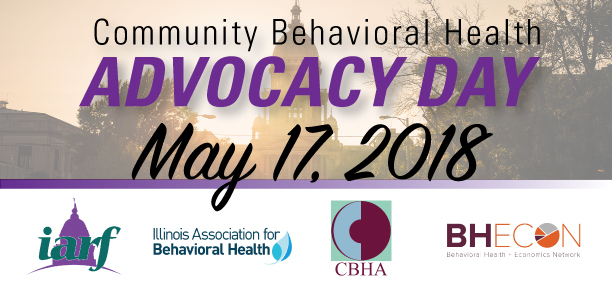 Community Behavioral Health
ADVOCACY DAY
May 17, 2018
iarf
Illinois Association for
Behavioral Health
CBHA
BHECON
Behavioral Health • Economics Network